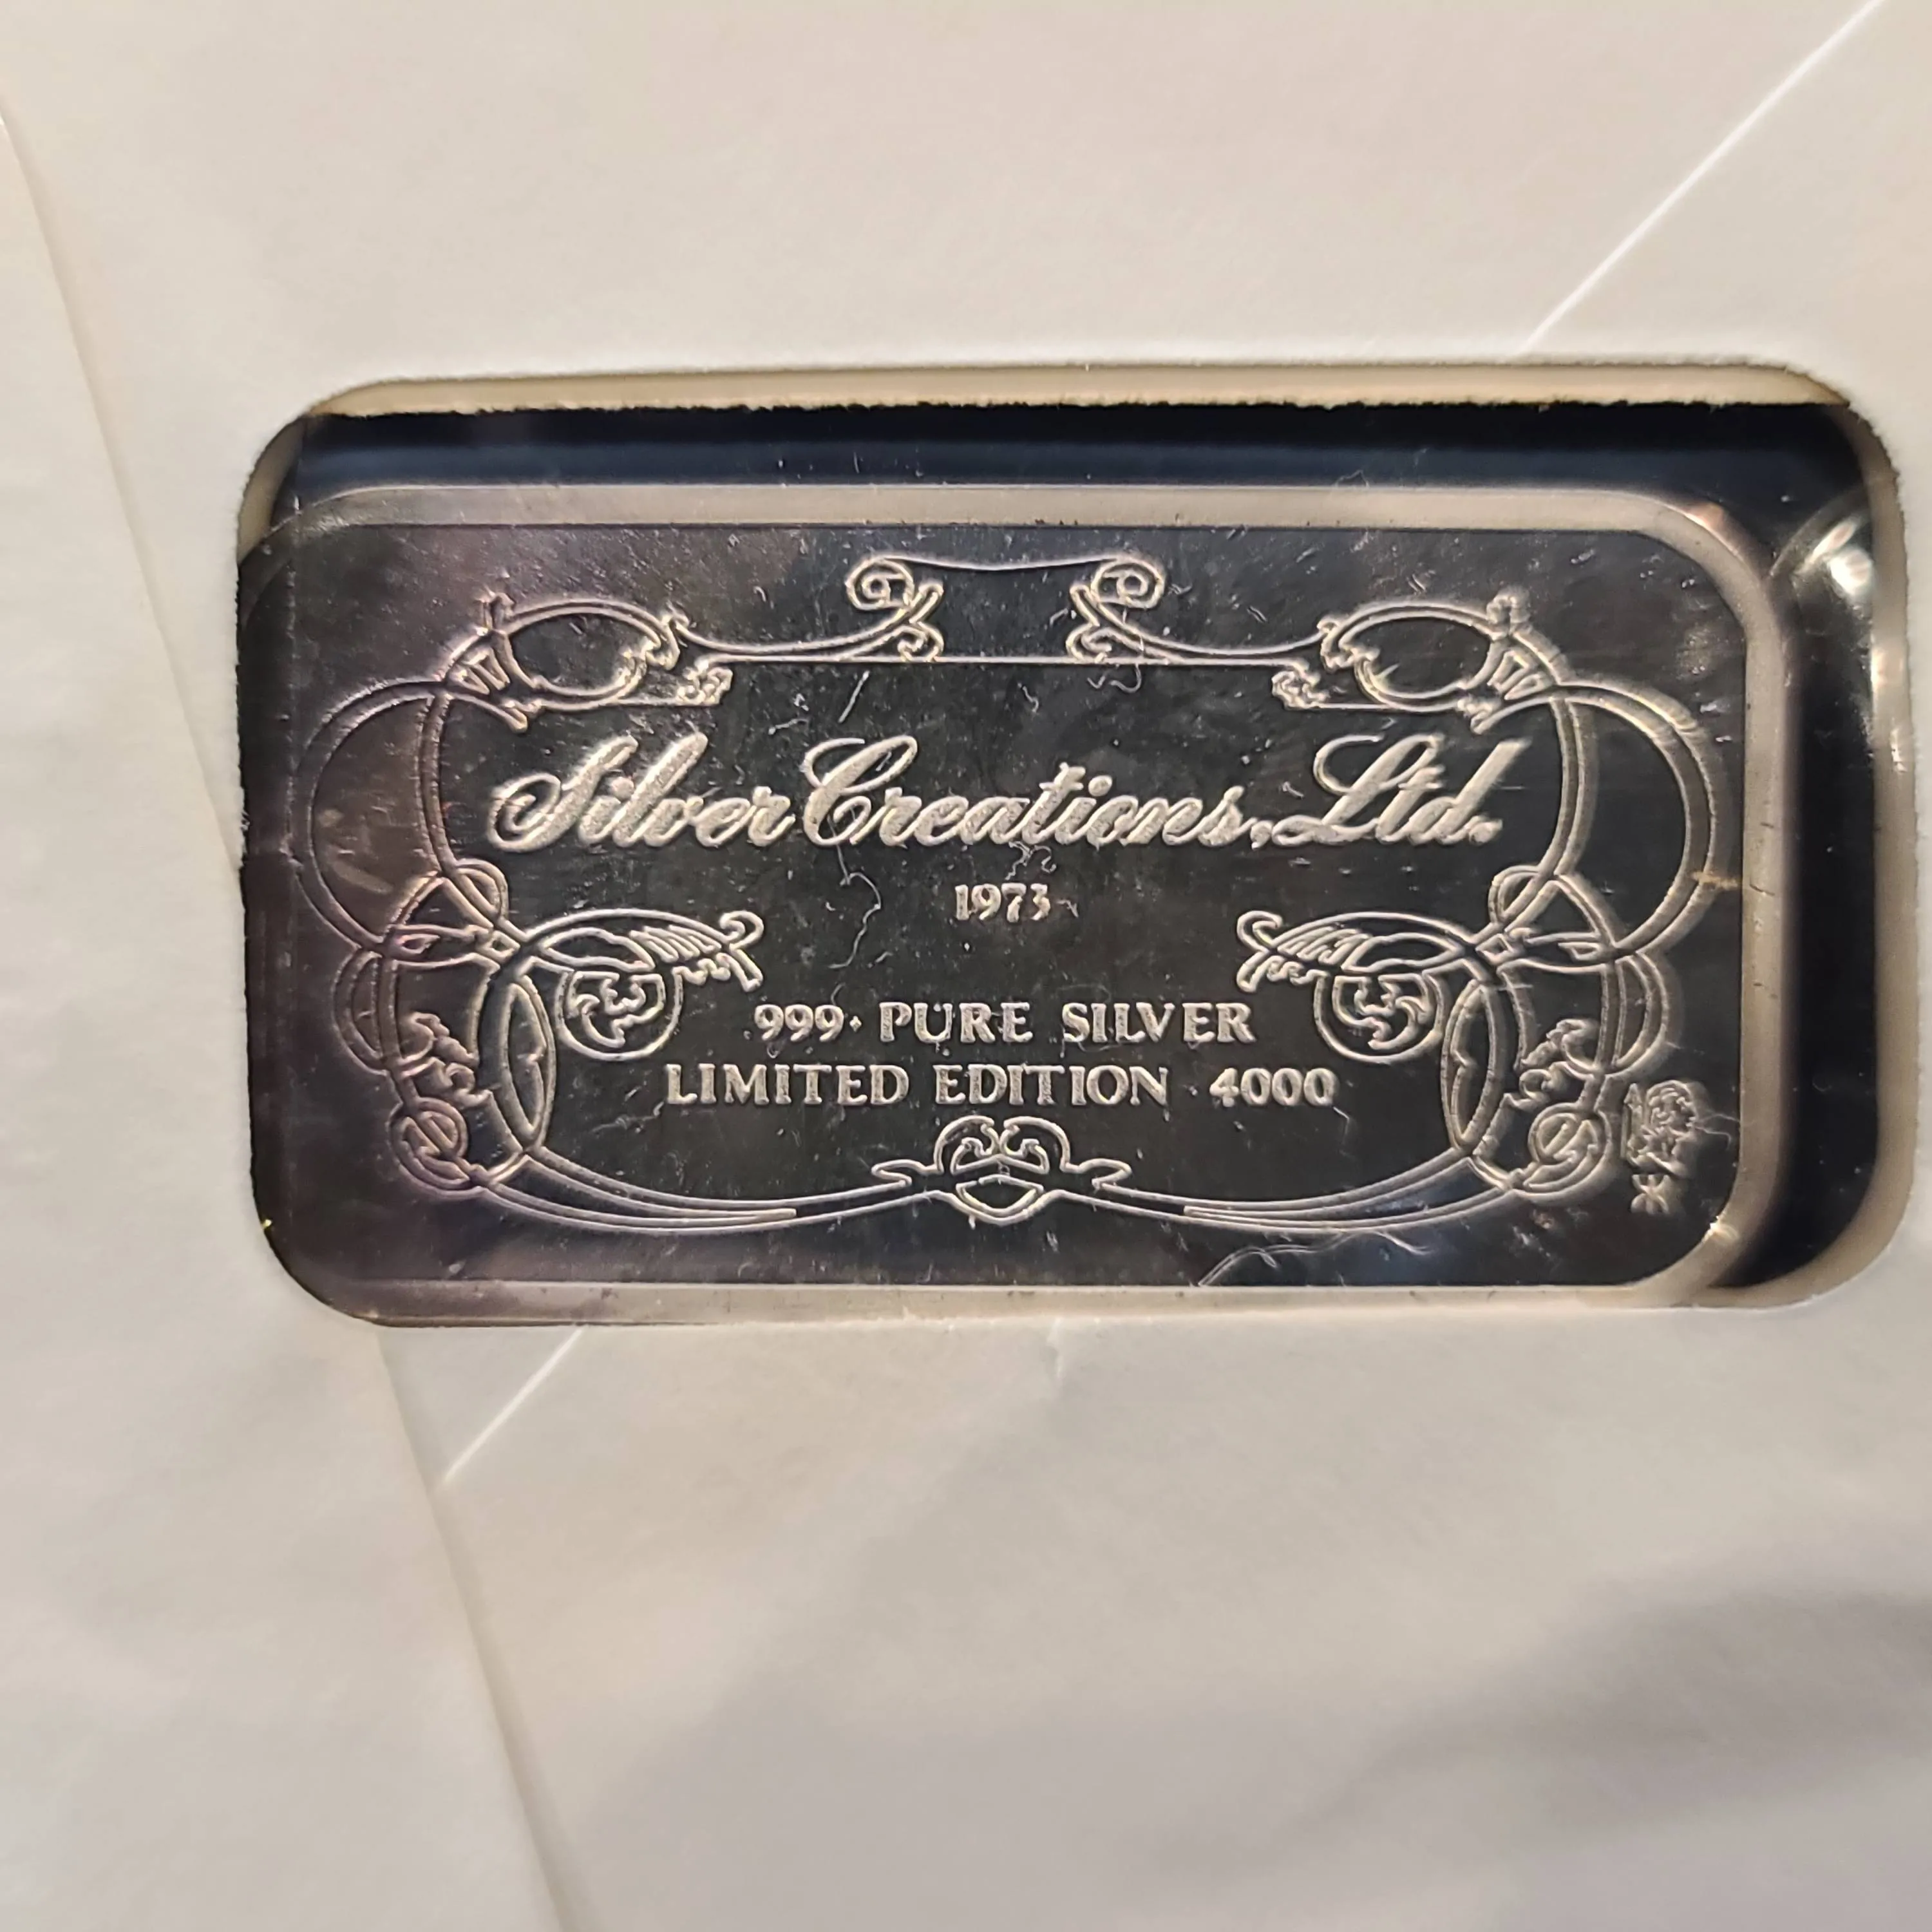 Silver Creations, Ltd.
1973
999· PURE SILVER
LIMITED EDITION 4000